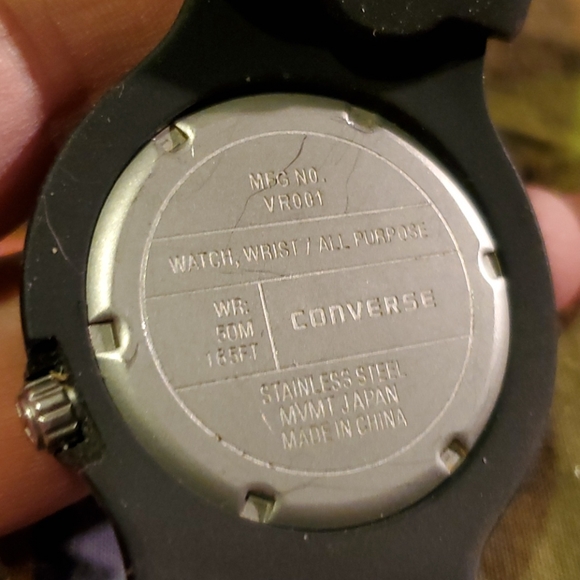 MFG NO.
VR001
WATCH, WRIST / ALL PURPOSE
WR:
50M
165FT
CONVERSE
STAINLESS STEEL
MVMT JAPAN
MADE IN CHINA